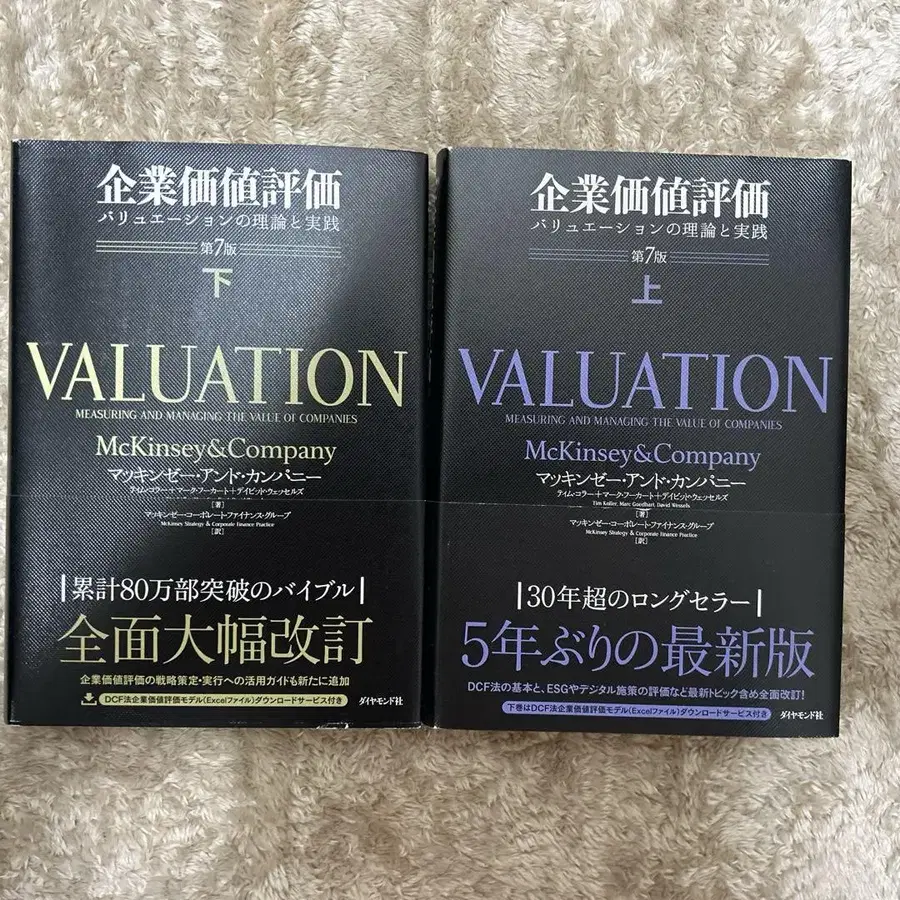 企業価値評価
バリュエーションの理論と実践
第7版
下
VALUATION
MEASURING AND MANAGING THE VALUE OF COMPANIES
McKinsey&Company
マッキンゼー・アンド・カンパニー
ティム・コラー+マーク・フーカート+デイビッド・ウェッセルズ
[著]
マッキンゼー・コーポレート・ファイナンス・グループ
McKinsey Strategy & Corporate Finance Practice
[訳]
累計80万部突破のバイブル
全面大幅改訂
企業価値評価の戦略策定・実行への活用ガイドも新たに追加
DCF法企業価値評価モデル(Excelファイル)ダウンロードサービス付き
ダイヤモンド社
企業価値評価
バリュエーションの理論と実践
第7版
上
VALUATION
MEASURING AND MANAGING THE VALUE OF COMPANIES
McKinsey&Company
マッキンゼー・アンド・カンパニー
ティム・コラー+マーク・フーカート+デイビッド・ウェッセルズ
Tim Koller, Marc Goedhart, David Wessels
[著]
マッキンゼー・コーポレート・ファイナンス・グループ
McKinsey Strategy & Corporate Finance Practice
[訳]
30年超のロングセラー
5年ぶりの最新版
DCF法の基本と、ESGやデジタル施策の評価など最新トピック含め全面改訂!
下巻はDCF法企業価値評価モデル(Excelファイル)ダウンロードサービス付き
ダイヤモンド社